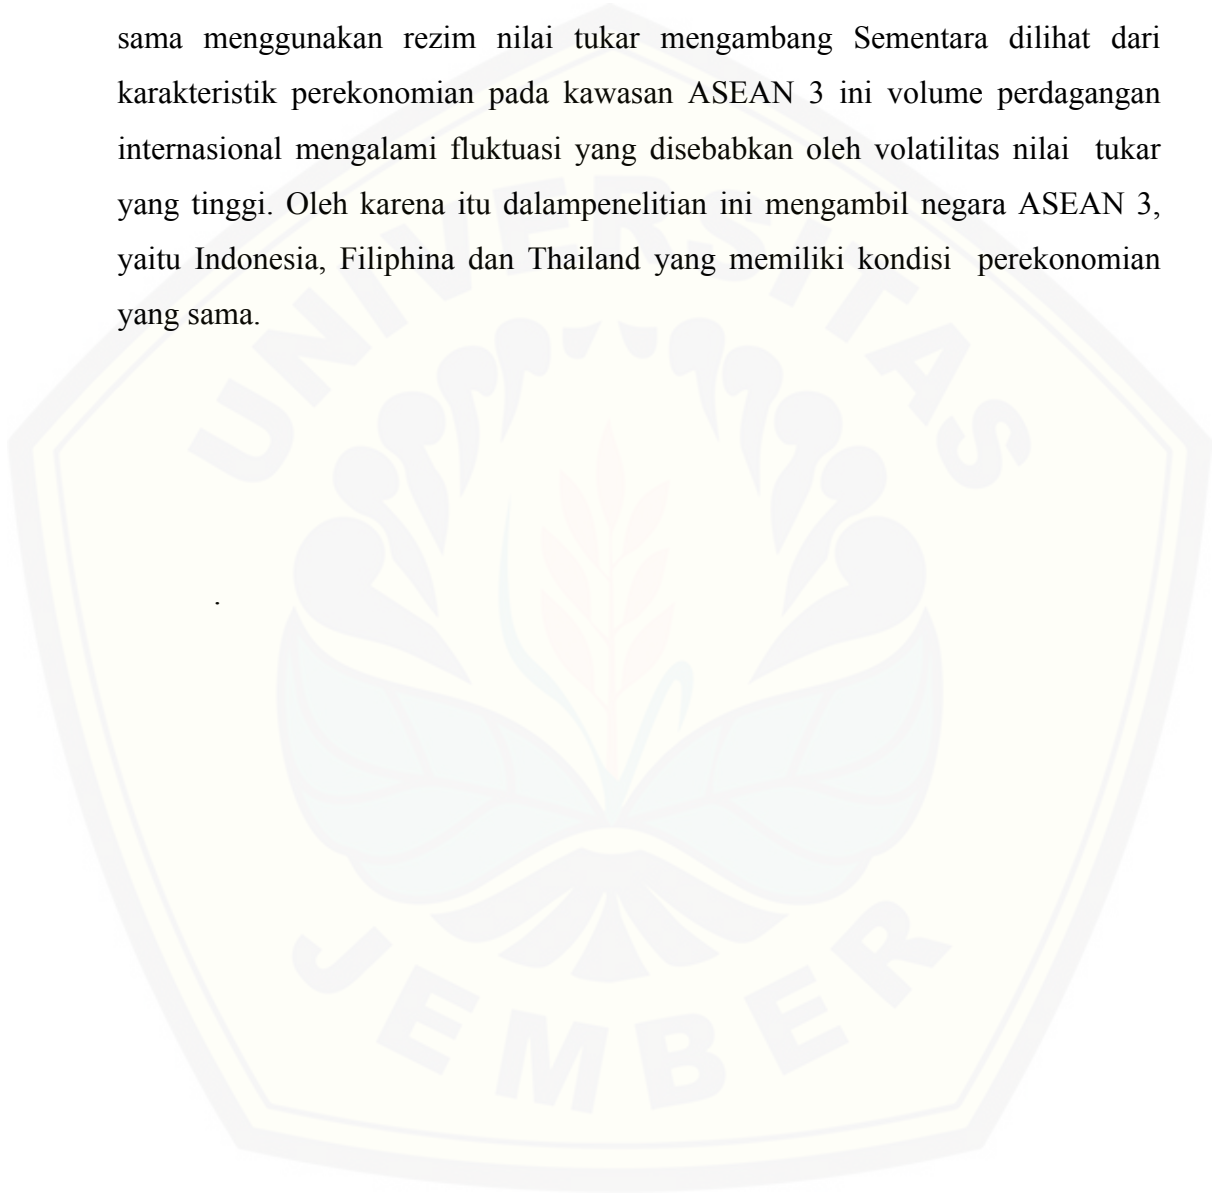 sama menggunakan rezim nilai tukar mengambang Sementara dilihat dari
karakteristik perekonomian pada kawasan ASEAN 3 ini volume perdagangan
internasional mengalami fluktuasi yang disebabkan oleh volatilitas nilai tukar
yang tinggi. Oleh karena itu dalampenelitian ini mengambil negara ASEAN 3,
yaitu Indonesia, Filiphina dan Thailand yang memiliki kondisi perekonomian
yang sama.
UNIVERSITAS
.
JEMBER